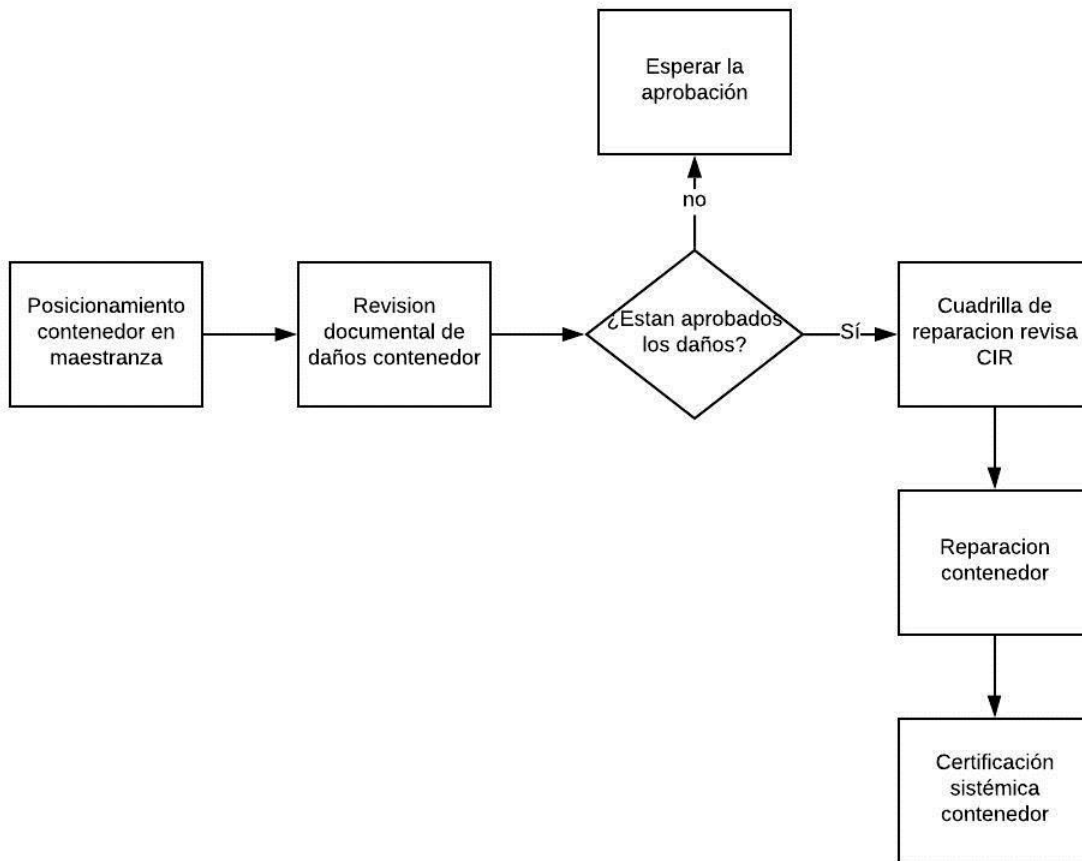 Esperar la
aprobación
no
Posicionamiento
contenedor en
maestranza
Revision
documental de
daños contenedor
¿Estan aprobados
los daños?
Sí
Cuadrilla de
reparacion revisa
CIR
Reparacion
contenedor
Certificación
sistémica
contenedor